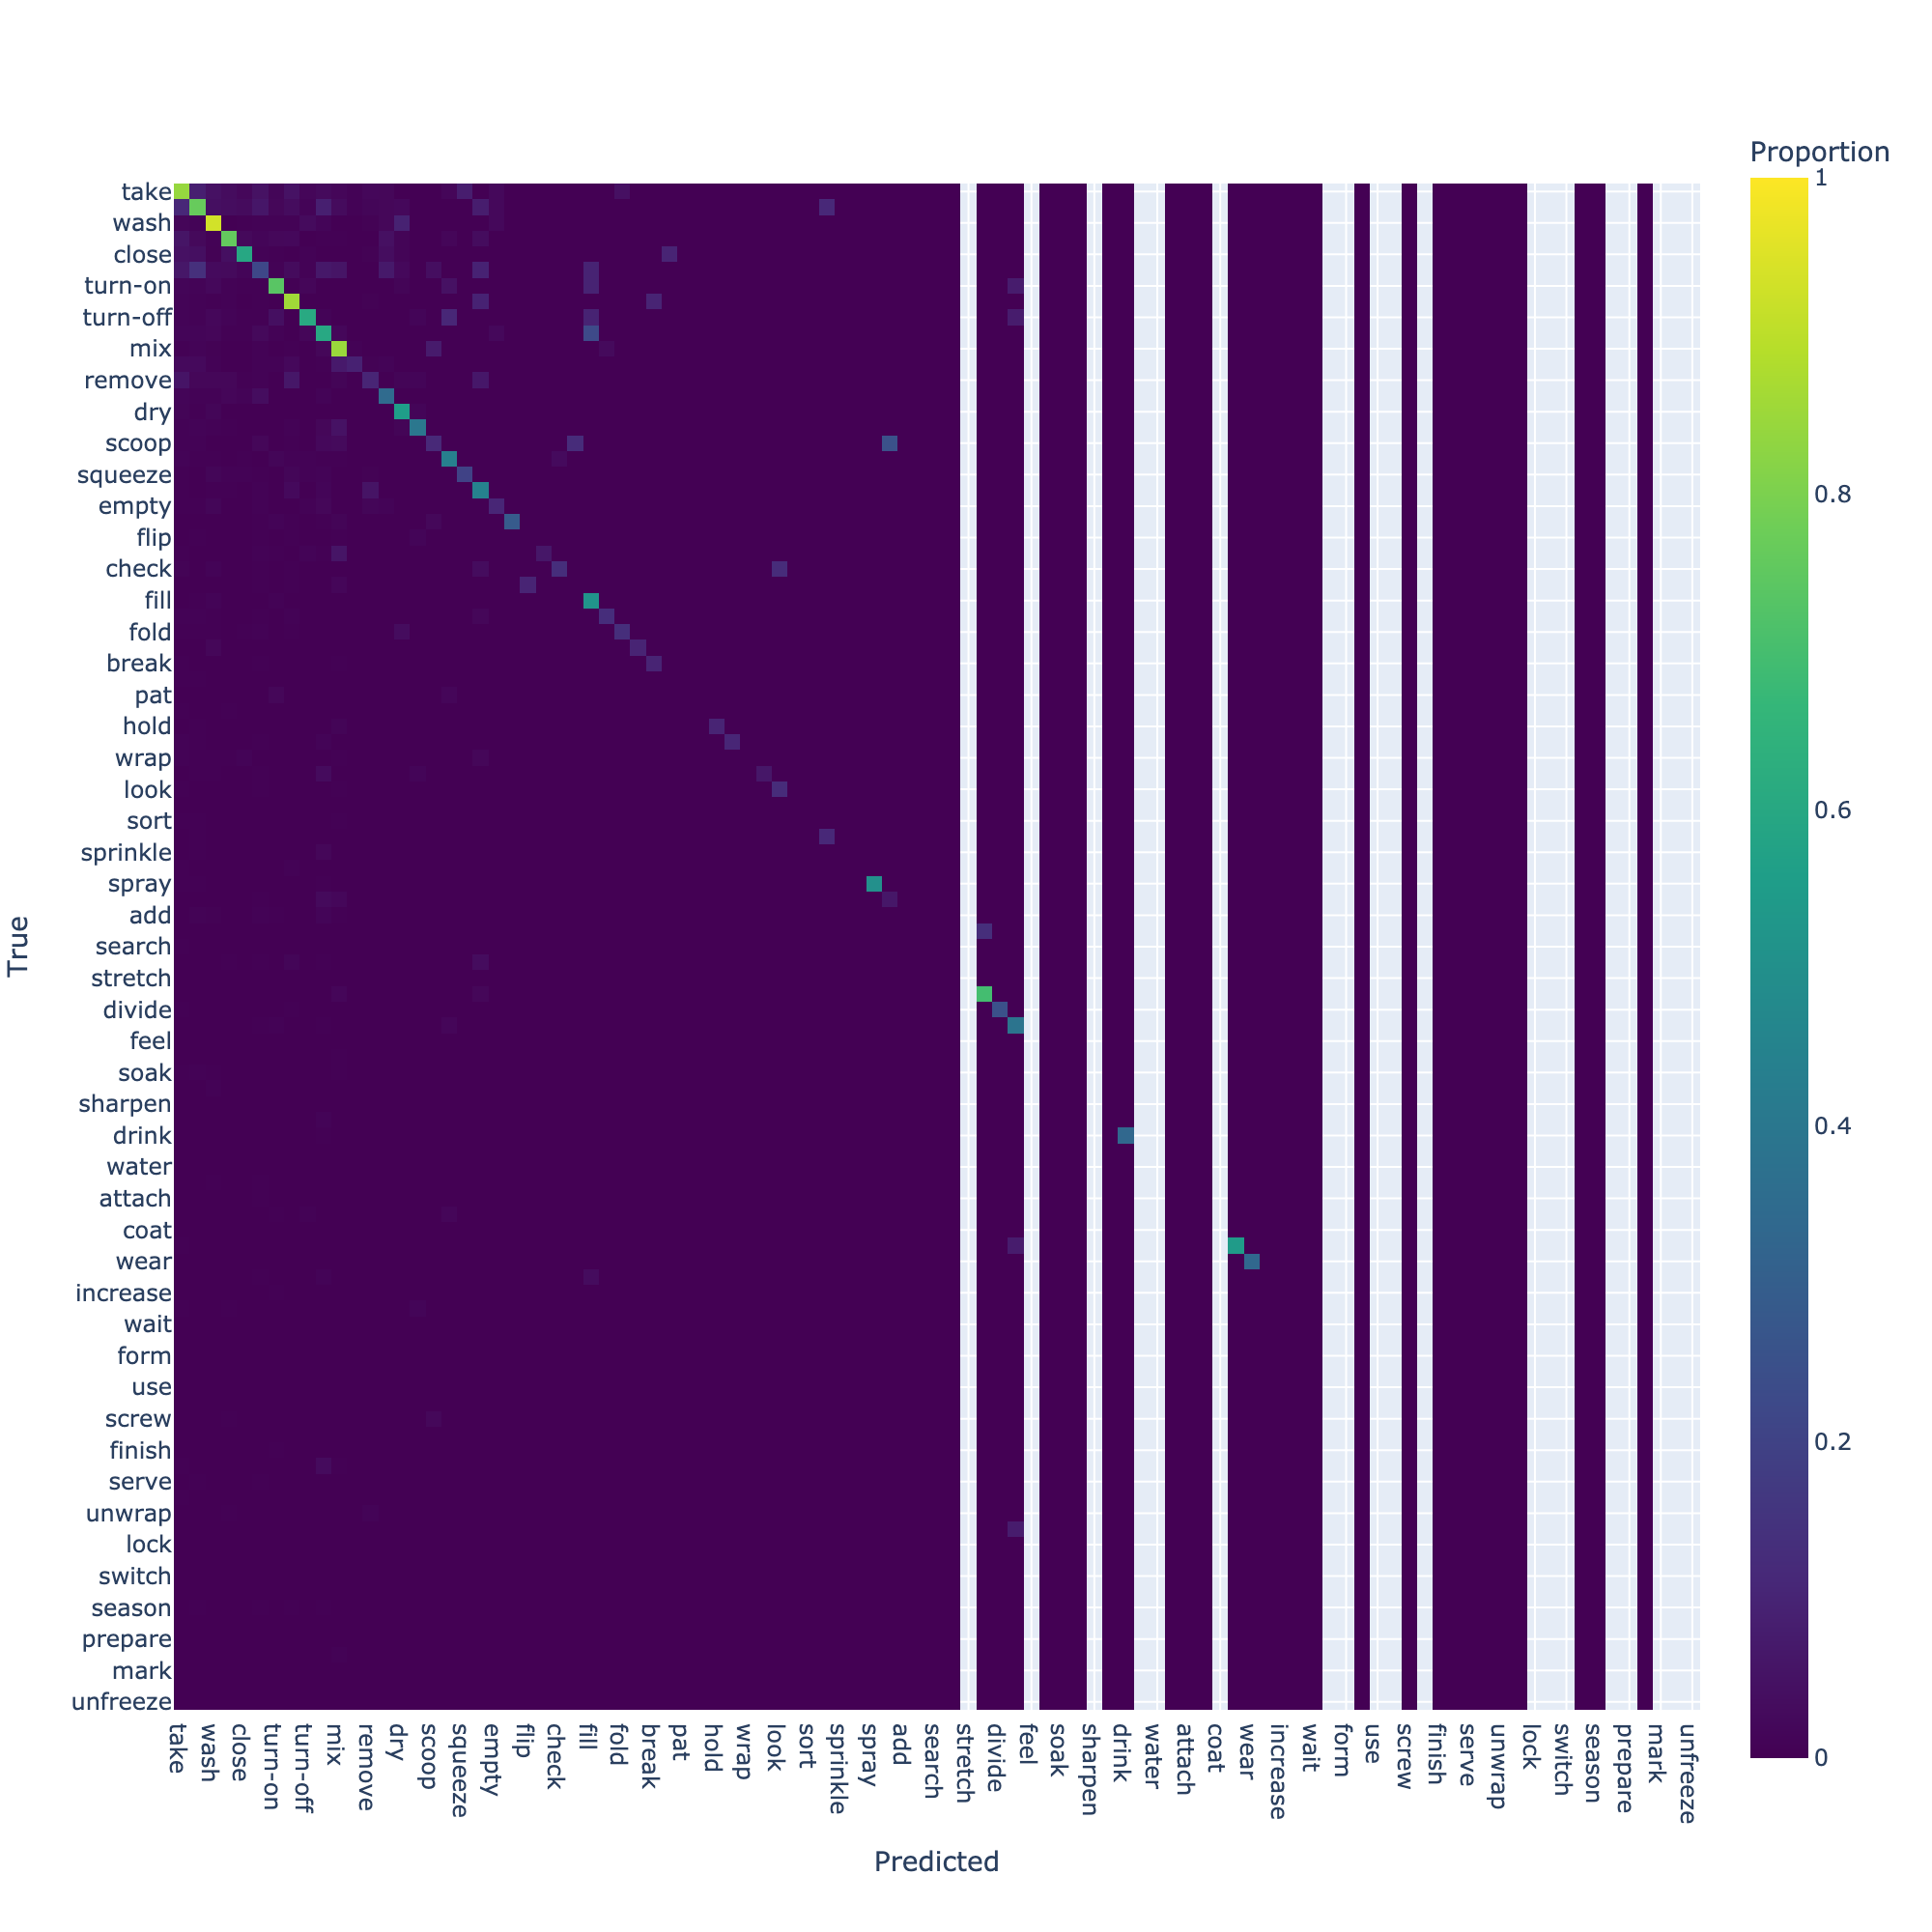 Proportion
1
0.8
0.6
0.4
0.2
0
True
take
wash
close
turn-on
turn-off
mix
remove
dry
scoop
squeeze
empty
flip
check
fill
fold
break
pat
hold
wrap
look
sort
sprinkle
spray
add
search
stretch
divide
feel
soak
sharpen
drink
water
attach
coat
wear
increase
wait
form
use
screw
finish
serve
unwrap
lock
switch
season
prepare
mark
unfreeze
take
wash
close
turn-on
turn-off
mix
remove
dry
scoop
squeeze
empty
flip
check
fill
fold
break
pat
hold
wrap
look
sort
sprinkle
spray
add
search
stretch
divide
feel
soak
sharpen
drink
water
attach
coat
wear
increase
wait
form
use
screw
finish
serve
unwrap
lock
switch
season
prepare
mark
unfreeze
Predicted